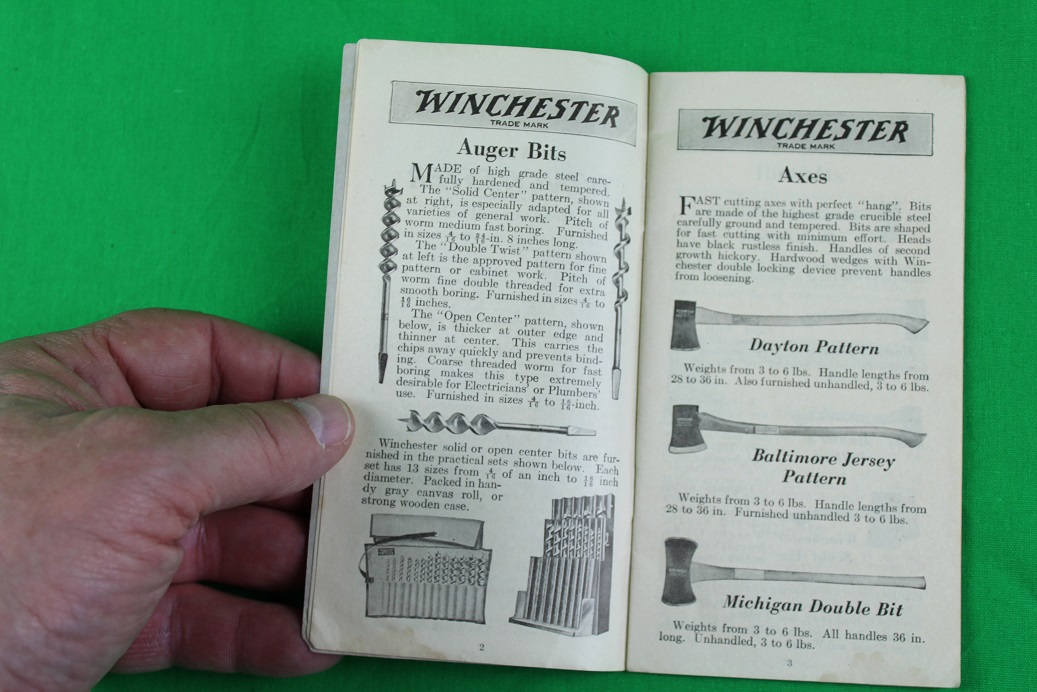 WINCHESTER
TRADE MARK
Auger Bits
MADE of high grade steel care-
fully hardened and tempered.
The "Solid Center" pattern, shown
at right, is especially adapted for all
varieties of general work. Pitch of
worm medium fast boring. Furnished
in sizes 4/16 to in. 8 inches long.
The "Double Twist" pattern shown
at left is the approved pattern for fine
pattern or cabinet work. Pitch of
worm fine double threaded for extra
smooth boring. Furnished in sizes 4/16 to
16/16 inches.
The "Open Center" pattern, shown
below, is thicker at outer edge and
thinner at center. This carries the
chips away quickly and prevents bind-
ing. Coarse threaded worm for fast
boring makes this type extremely
desirable for Electricians' or Plumbers'
use. Furnished in sizes 4/16 to 16/16-inch.
Winchester solid or open center bits are fur-
nished in the practical sets shown below. Each
set has 13 sizes from 4/16 of an inch to 16/16 inch
diameter. Packed in han-
dy gray canvas roll, or
strong wooden case.
2
WINCHESTER
TRADE MARK
Axes
FAST cutting axes with perfect "hang". Bits
are made of the highest grade crucible steel
carefully ground and tempered. Bits are shaped
for fast cutting with minimum effort. Heads
have black rustless finish. Handles of second
growth hickory. Hardwood wedges with Win-
chester double locking device prevent handles
from loosening.
Dayton Pattern
Weights from 3 to 6 lbs. Handle lengths from
28 to 36 in. Also furnished unhandled, 3 to 6 lbs.
Baltimore Jersey
Pattern
Weights from 3 to 6 lbs. Handle lengths from
28 to 36 in. Furnished unhandled 3 to 6 lbs.
Michigan Double Bit
Weights from 3 to 6 lbs. All handles 36 in.
long. Unhandled, 3 to 6 lbs.
3